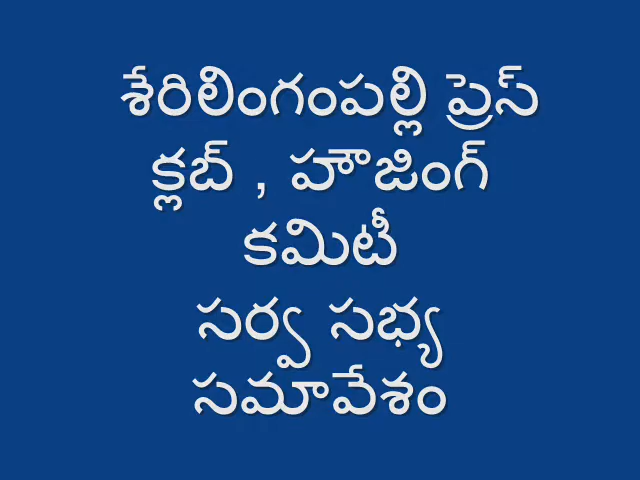 శేరిలింగంపల్లి ప్రెస్
క్లబ్ , హౌజింగ్
కమిటీ
సర్వ సభ్య
సమావేశం